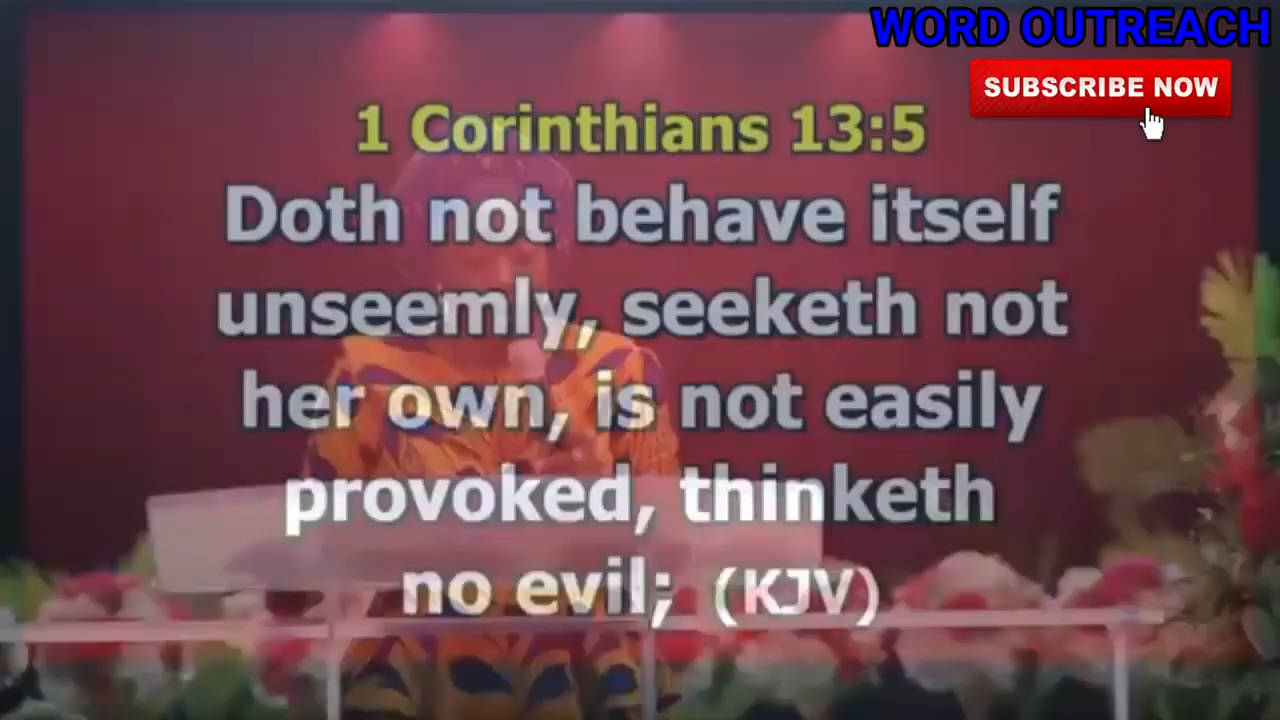 WORD OUTREACH
SUBSCRIBE NOW
1 Corinthians 13:5
Doth not behave itself
unseemly, seeketh not
her own, is not easily
provoked, thinketh
no evil; (KJV)